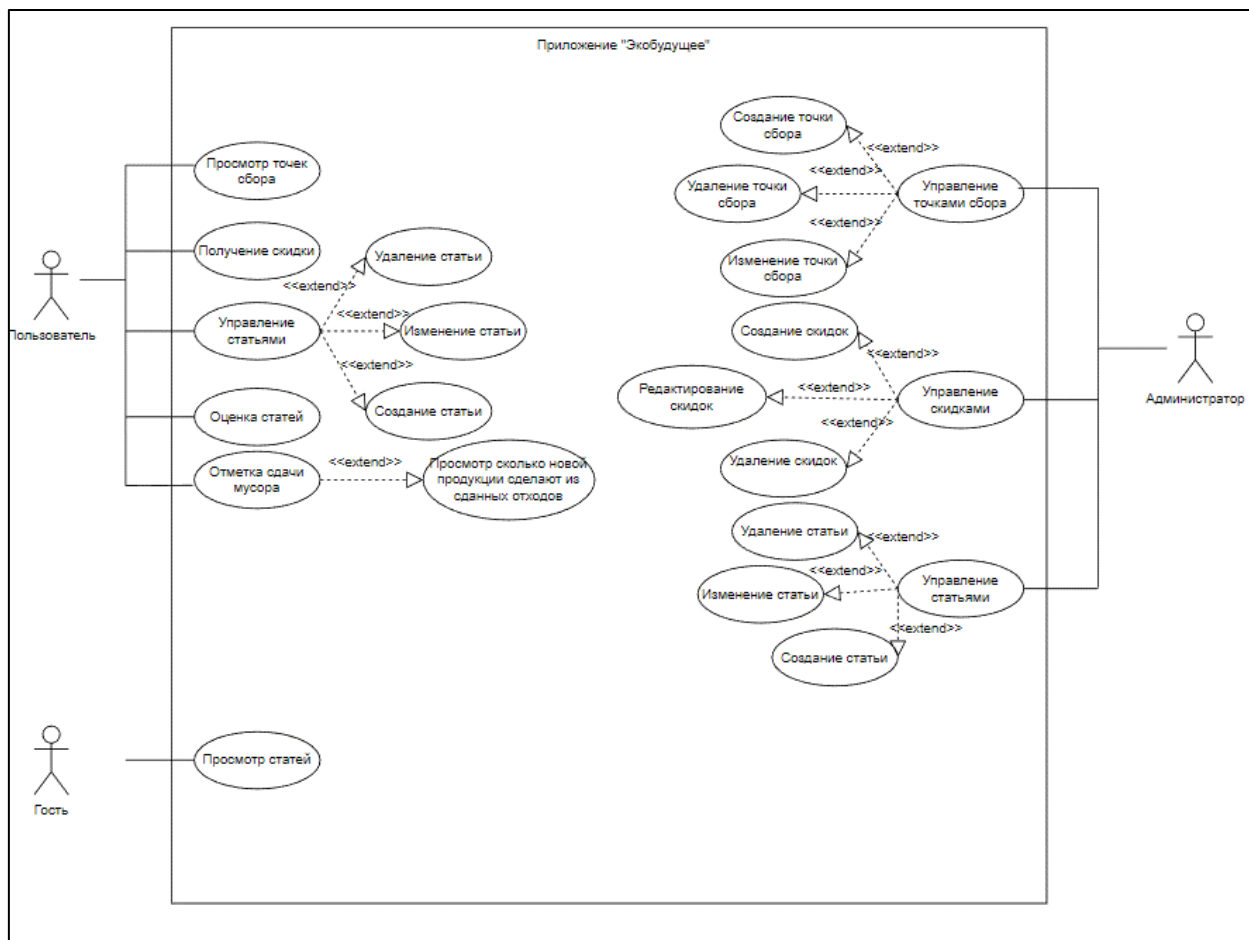 Приложение "Экобудущее"
Просмотр точек
сбора
Получение скидки
Управление
статьями
Оценка статей
Отметка сдачи
мусора
Пользователь
<<extend>>
<<extend>>
<<extend>>
<<extend>>
Удаление статьи
Изменение статьи
Создание статьи
Просмотр сколько новой
продукции сделают из
сданных отходов
Создание точки
сбора
Удаление точки
сбора
Изменение точки
сбора
<<extend>>
<<extend>>
<<extend>>
Управление
точками сбора
Создание скидок
Редактирование
скидок
Удаление скидок
<<extend>>
<<extend>>
<<extend>>
Управление
скидками
Администратор
Удаление статьи
Изменение статьи
Создание статьи
<<extend>>
<<extend>>
<<extend>>
Управление
статьями
Просмотр статей
Гость